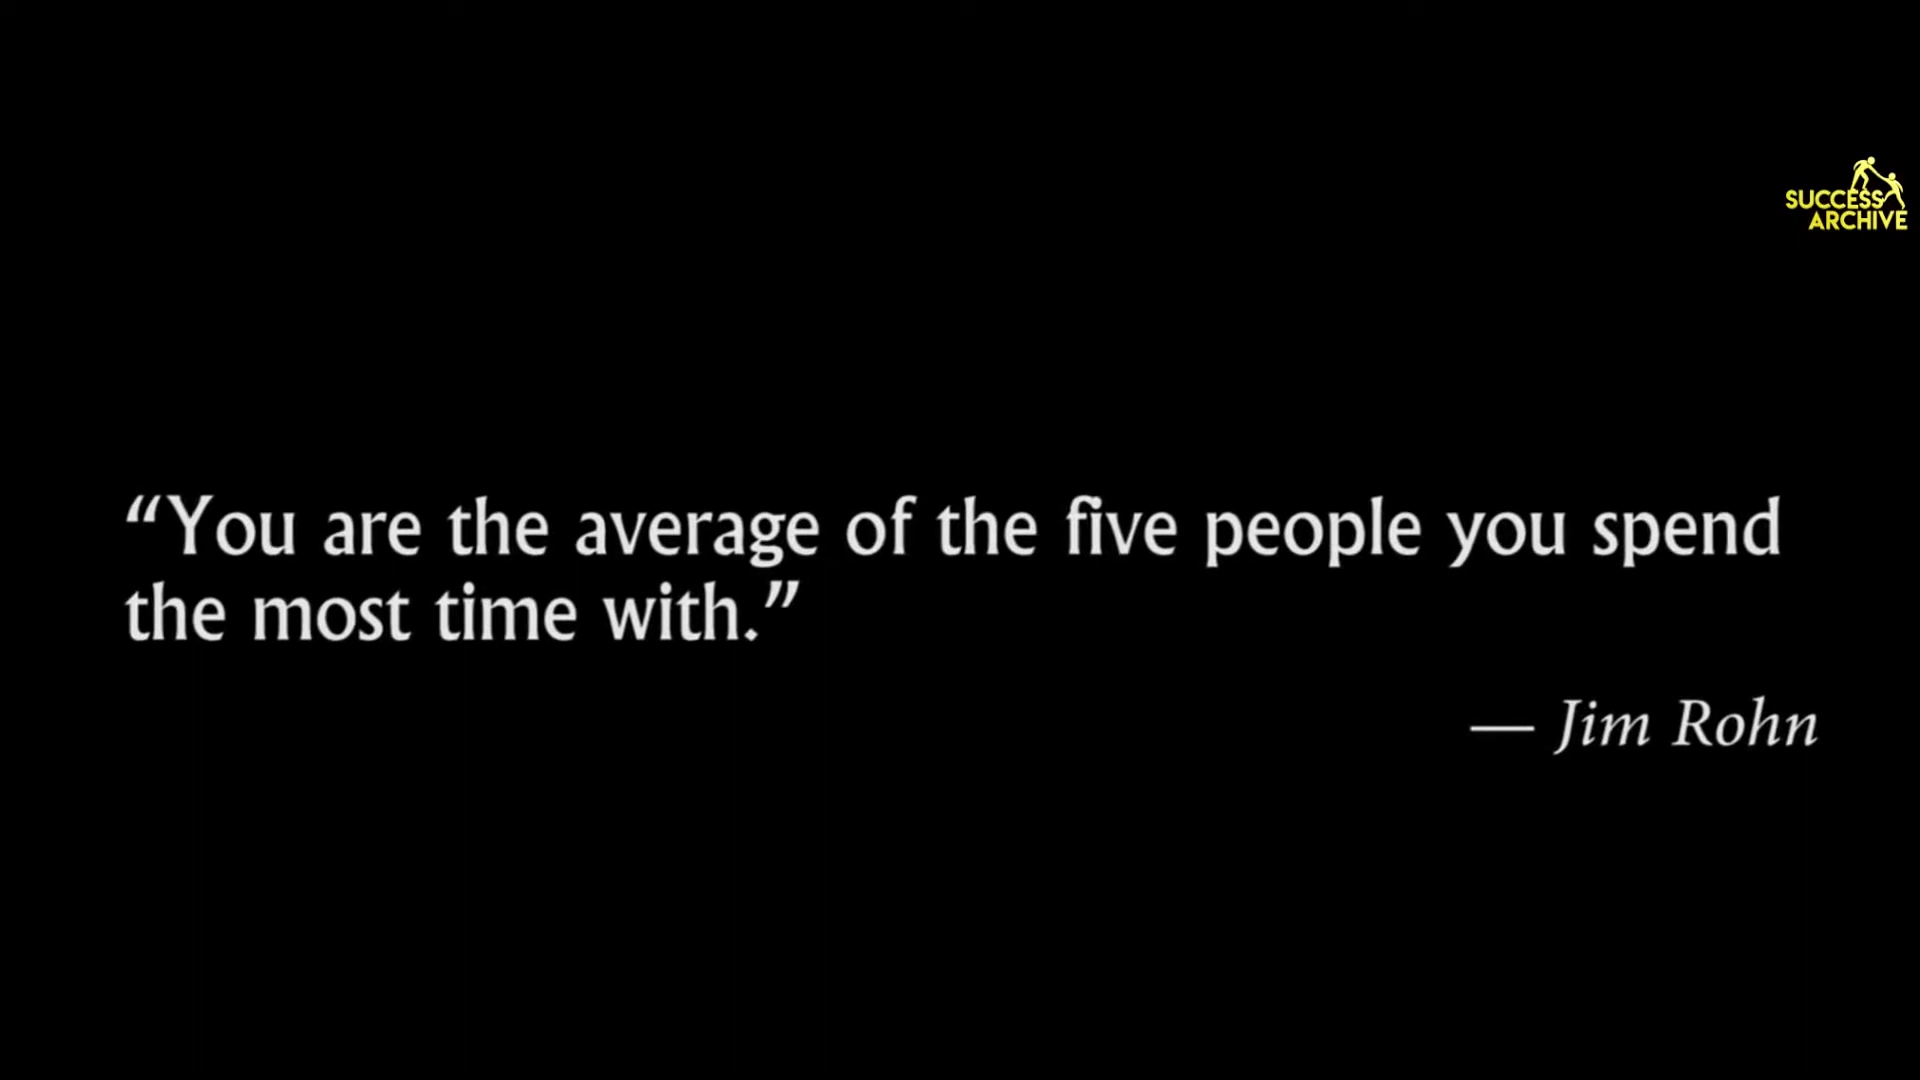 SUCCESS
ARCHIVE
“You are the average of the five people you spend
the most time with.”
— Jim Rohn